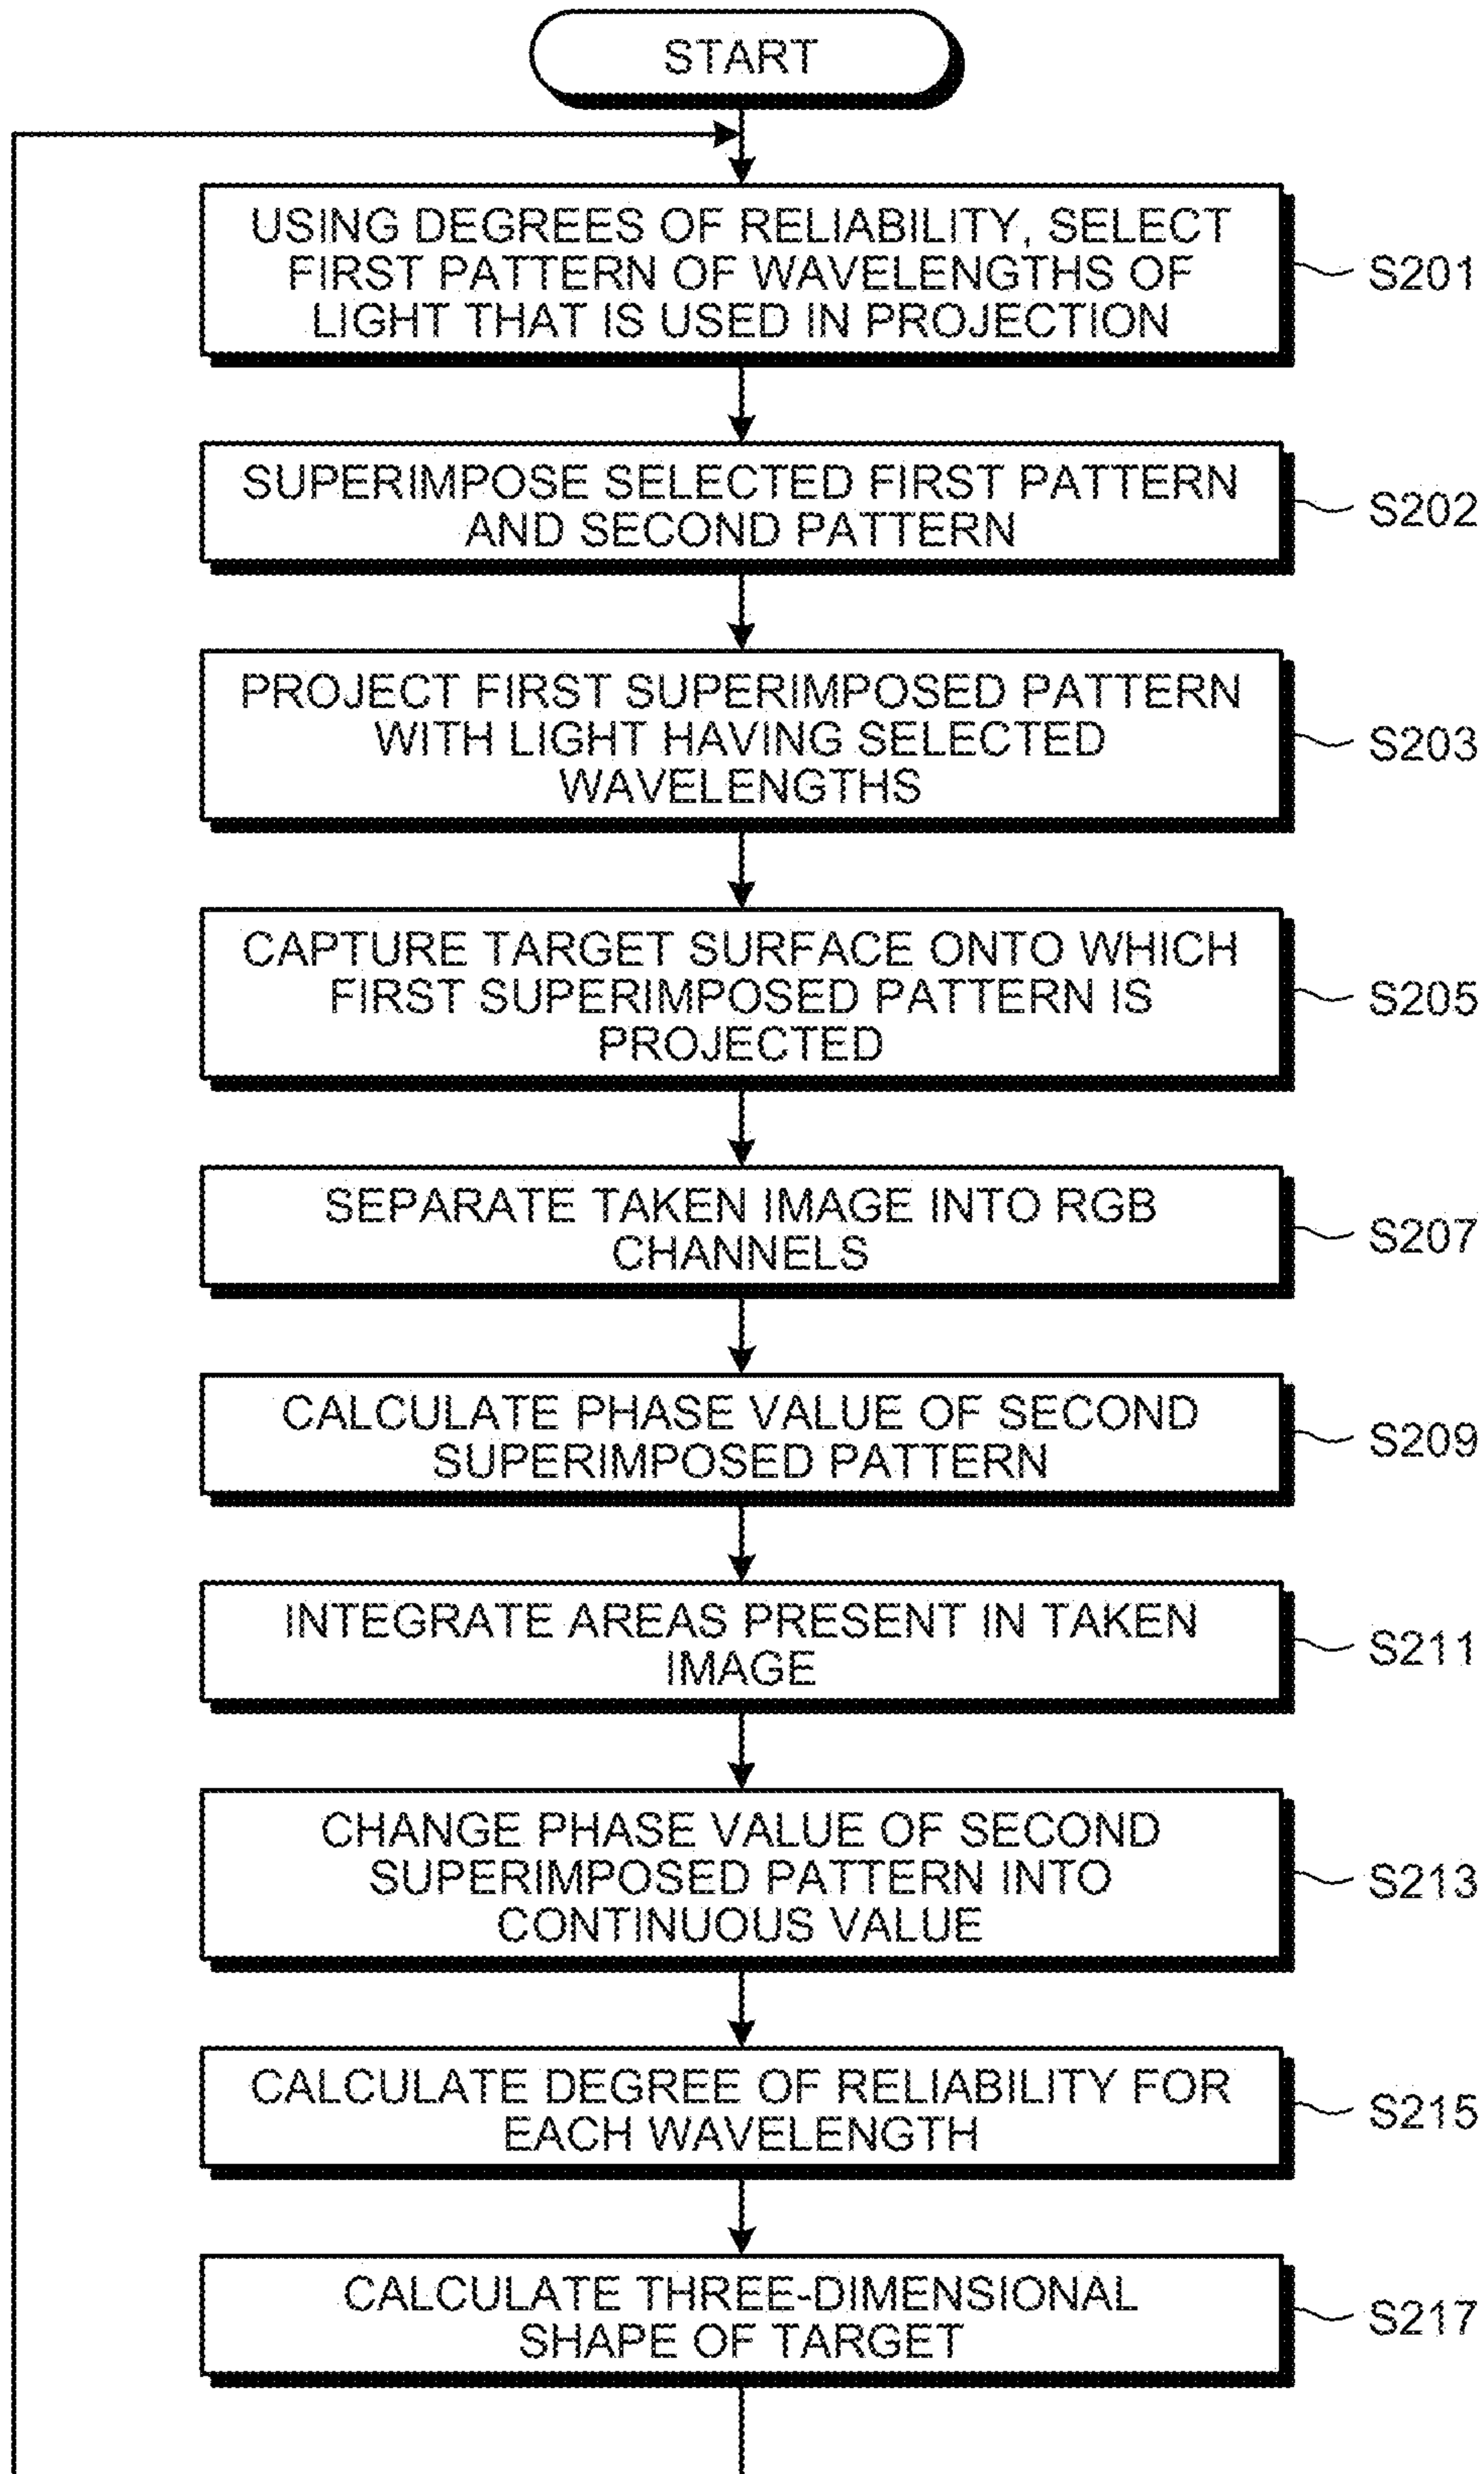 START
USING DEGREES OF RELIABILITY, SELECT
FIRST PATTERN OF WAVELENGTHS OF
LIGHT THAT IS USED IN PROJECTION
S201
SUPERIMPOSE SELECTED FIRST PATTERN
AND SECOND PATTERN
S202
PROJECT FIRST SUPERIMPOSED PATTERN
WITH LIGHT HAVING SELECTED
WAVELENGTHS
S203
CAPTURE TARGET SURFACE ONTO WHICH
FIRST SUPERIMPOSED PATTERN IS
PROJECTED
S205
SEPARATE TAKEN IMAGE INTO RGB
CHANNELS
S207
CALCULATE PHASE VALUE OF SECOND
SUPERIMPOSED PATTERN
S209
INTEGRATE AREAS PRESENT IN TAKEN
IMAGE
S211
CHANGE PHASE VALUE OF SECOND
SUPERIMPOSED PATTERN INTO
CONTINUOUS VALUE
S213
CALCULATE DEGREE OF RELIABILITY FOR
EACH WAVELENGTH
S215
CALCULATE THREE-DIMENSIONAL
SHAPE OF TARGET
S217